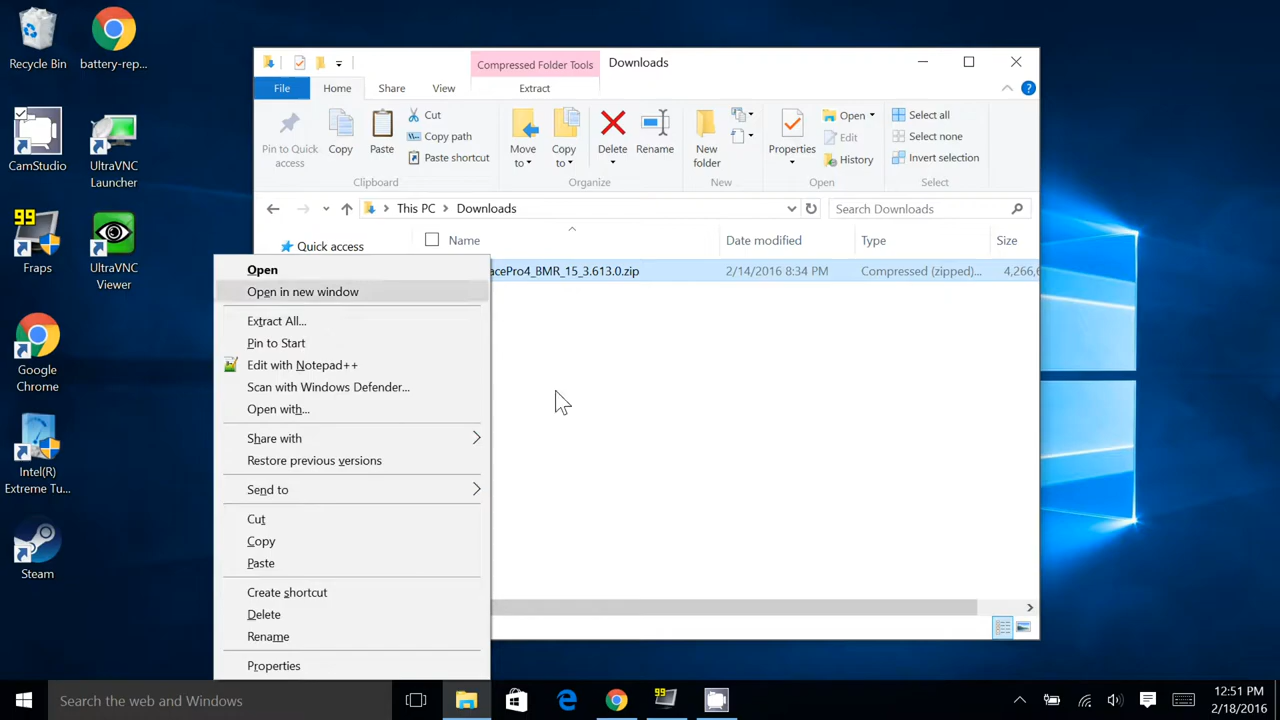 Recycle Bin
battery-rep...
CamStudio
UltraVNC
Launcher
99
Fraps
UltraVNC
Viewer
Google
Chrome
Intel(R)
Extreme Tu...
Steam
Compressed Folder Tools
Downloads
File
Home
Share
View
Extract
?
Pin to Quick
access
Copy
Paste
Cut
Copy path
Paste shortcut
Clipboard
Move
to
Copy
to
Delete
Rename
Organize
New
folder
New
Properties
Open
Edit
History
Open
Select all
Select none
Invert selection
Select
This PC
Downloads
Search Downloads
Quick access
Name
Date modified
Type
Size
acePro4_BMR_15_3.613.0.zip
2/14/2016 8:34 PM
Compressed (zipped)...
4,266,6
Open
Open in new window
Extract All...
Pin to Start
Edit with Notepad++
Scan with Windows Defender...
Open with...
Share with
Restore previous versions
Send to
Cut
Copy
Paste
Create shortcut
Delete
Rename
Properties
Search the web and Windows
99
12:51 PM
2/18/2016